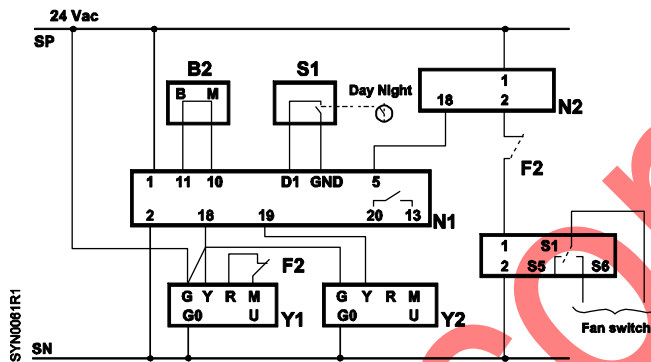 24 Vac
SP
B2
S1
B M
Day Night
1
18 2
N2
1 11 10 D1 GND 5
F2
2 18 19 20 13
N1
1 S1
2 S5 S6
F2
G Y R M
G0 U
Y1
G Y R M
G0 U
Y2
Fan switch
SYN0061R1
SN